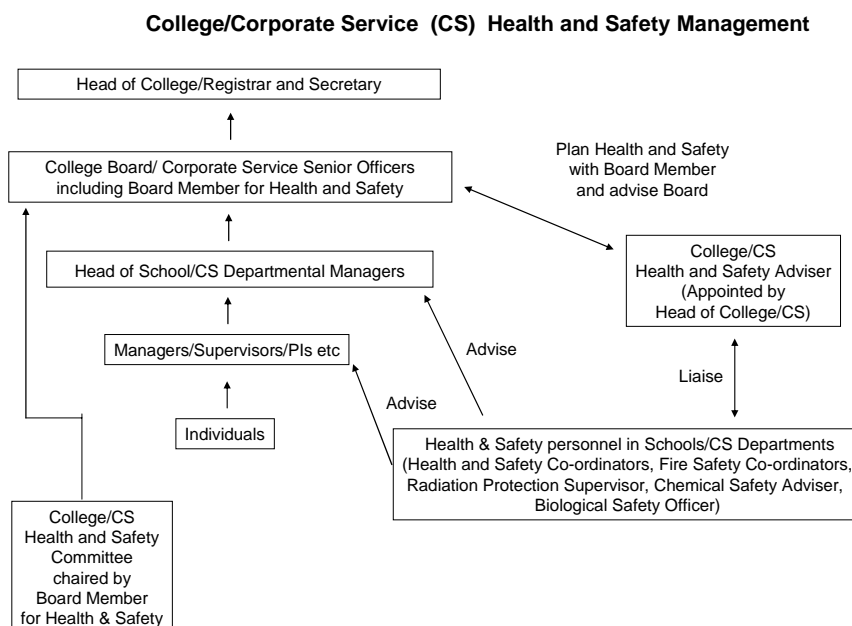 College/Corporate Service (CS) Health and Safety Management
Head of College/Registrar and Secretary
College Board/ Corporate Service Senior Officers
including Board Member for Health and Safety
Plan Health and Safety
with Board Member
and advise Board
College/CS
Health and Safety Adviser
(Appointed by
Head of College/CS)
Head of School/CS Departmental Managers
Managers/Supervisors/PIs etc
Advise
Liaise
Advise
Individuals
Health & Safety personnel in Schools/CS Departments
(Health and Safety Co-ordinators, Fire Safety Co-ordinators,
Radiation Protection Supervisor, Chemical Safety Adviser,
Biological Safety Officer)
College/CS
Health and Safety
Committee
chaired by
Board Member
for Health & Safety